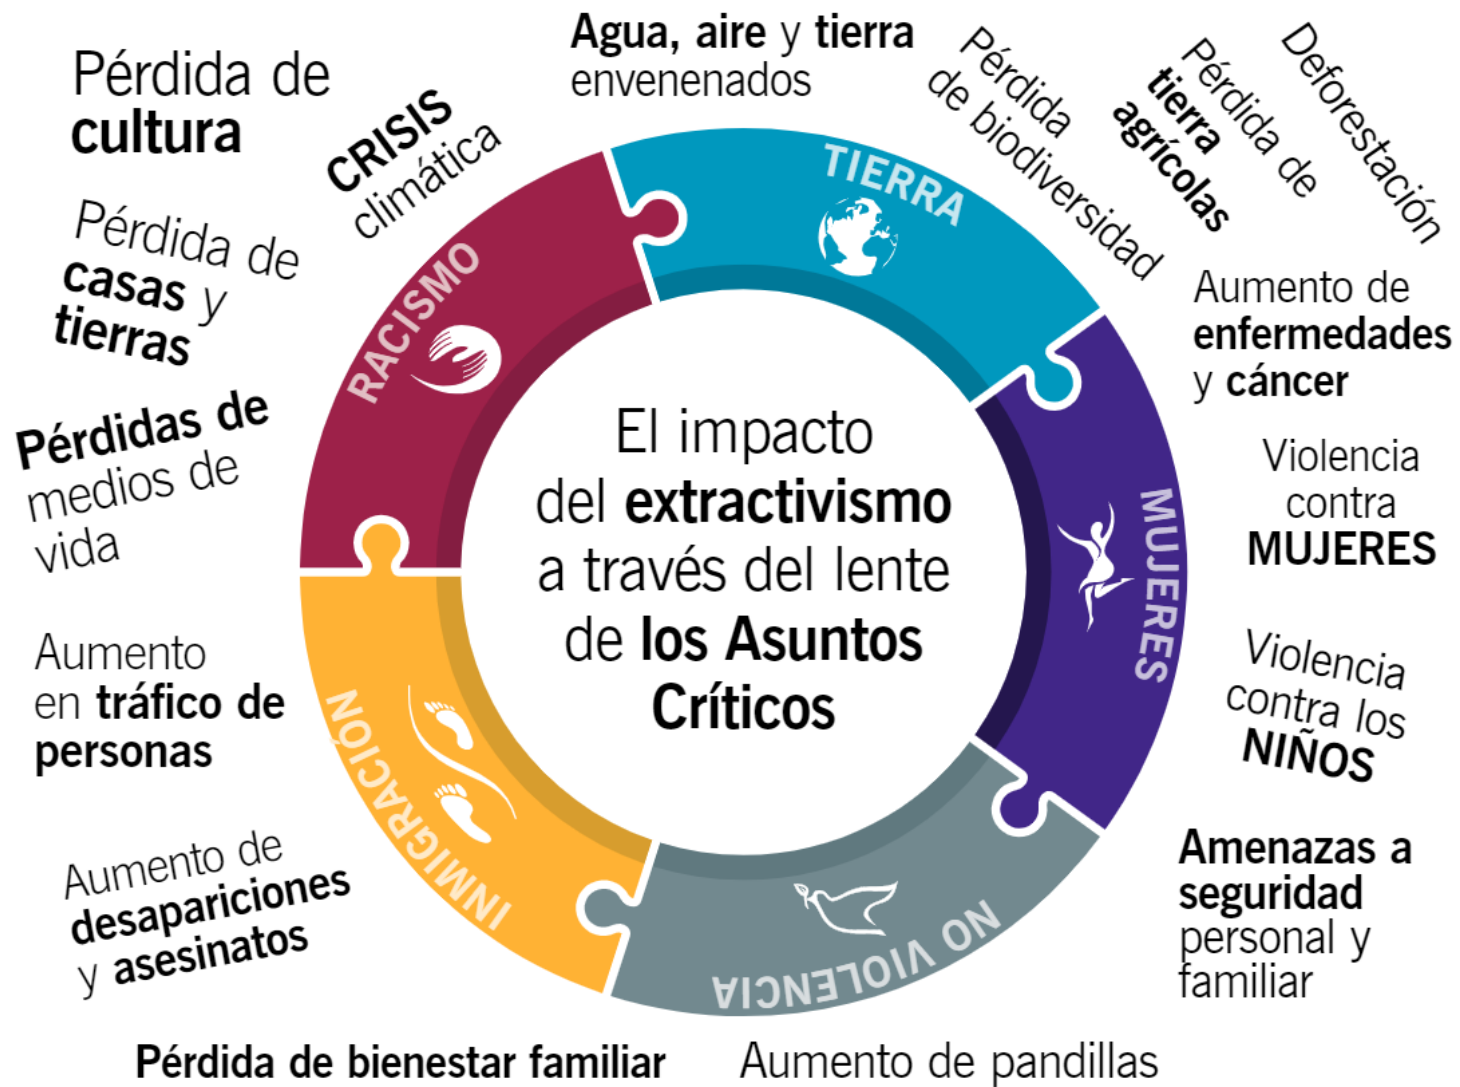 Agua, aire y tierra
envenenados
Pérdida
de biodiversidad
Pérdida de
tierra
agrícolas
Deforestación
Aumento de
enfermedades
y cáncer
Violencia
contra
MUJERES
Violencia
contra los
NIÑOS
Amenazas a
seguridad
personal y
familiar
Aumento de pandillas
Pérdida de bienestar familiar
Aumento de
desapariciones
y asesinatos
Aumento
en tráfico de
personas
Pérdidas de
medios de
vida
Pérdida de
casas y
tierras
Pérdida de
cultura
CRISIS
climática
TIERRA
MUJERES
NO VIOLENCIA
INMIGRACIÓN
RACISMO
El impacto
del extractivismo
a través del lente
de los Asuntos
Críticos